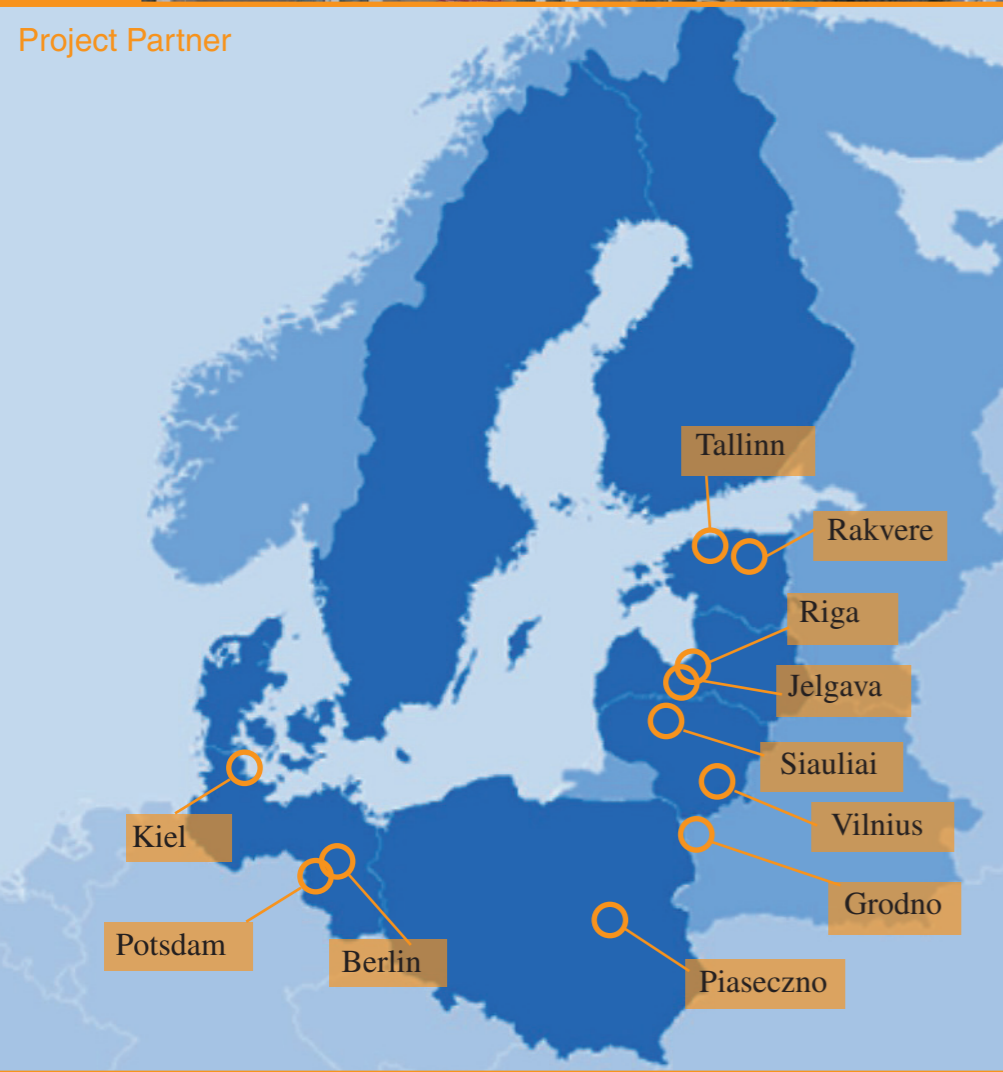 Project Partner
Tallinn
Rakvere
Riga
Jelgava
Siauliai
Vilnius
Kiel
Grodno
Potsdam
Berlin
Piaseczno